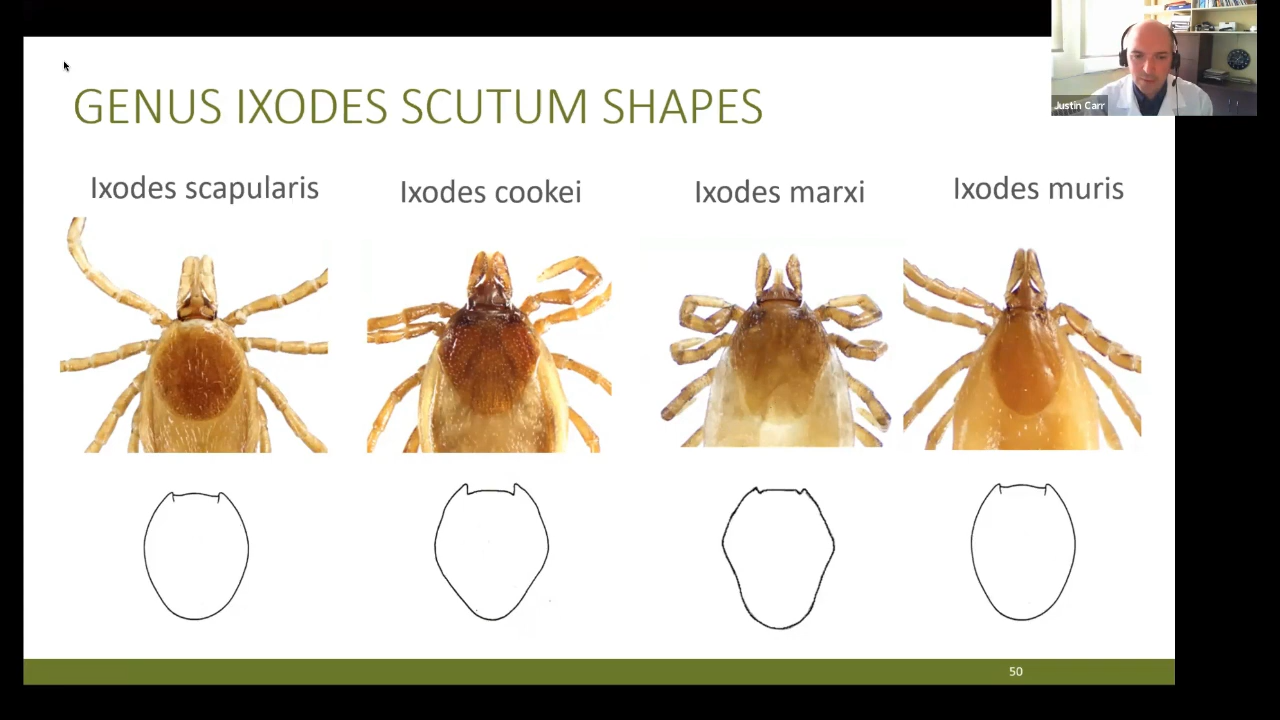 Justin Carr
GENUS IXODES SCUTUM SHAPES
Ixodes scapularis
Ixodes cookei
Ixodes marxi
Ixodes muris
50